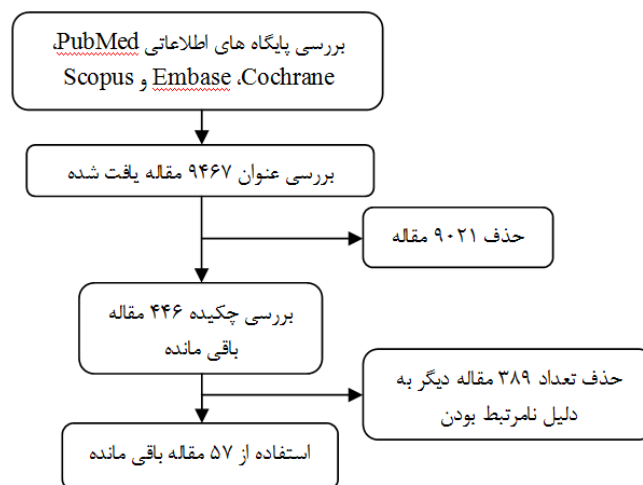 بررسی پایگاه های اطلاعاتی PubMed،
Cochrane، Embase و Scopus
بررسی عنوان ۹۴۶۷ مقاله یافت شده
حذف ۹۰۲۱ مقاله
بررسی چکیده ۴۴۶ مقاله
باقی مانده
حذف تعداد ۳۸۹ مقاله دیگر به
دلیل نامرتبط بودن
استفاده از ۵۷ مقاله باقی مانده